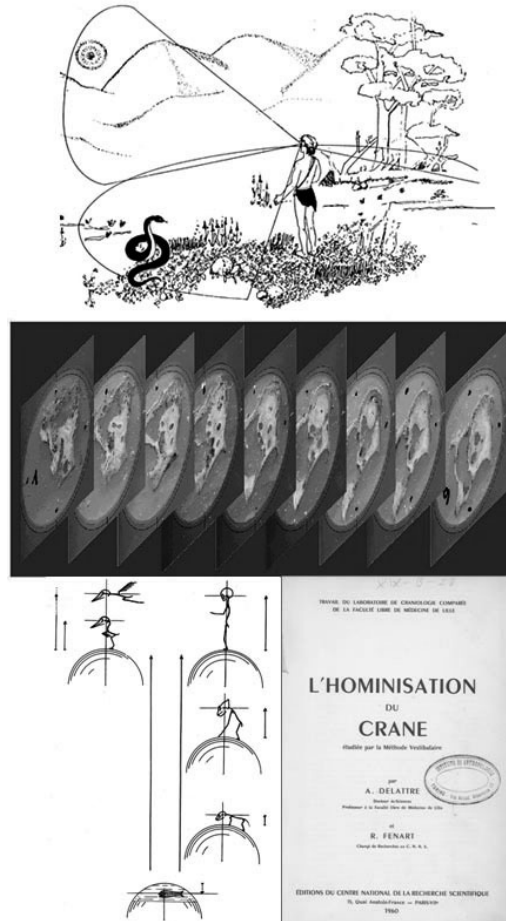 TRAVAIL DU LABORATOIRE DE CRANIOLOGIE COMPARÉE
DE LA FACULTÉ LIBRE DE MÉDECINE DE LILLE
L'HOMINISATION
DU
CRANE
étudiée par la Méthode Vestibulaire
par
A. DELATTRE
Docteur ès-Sciences
Professeur à la Faculté libre de Médecine de Lille
et
R. FENART
Chargé de Recherches au C. N. R. S.
ÉDITIONS DU CENTRE NATIONAL DE LA RECHERCHE SCIENTIFIQUE
15, Quai Anatole-France — PARIS-VIIe
1960